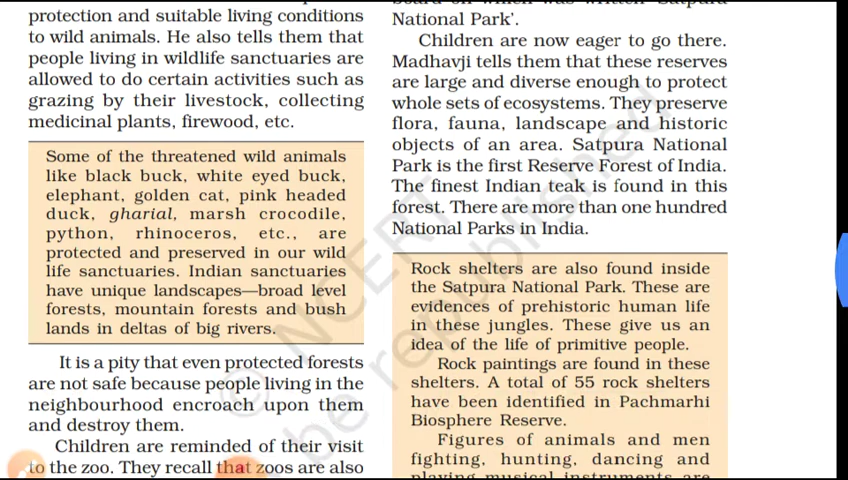 protection and suitable living conditions
to wild animals. He also tells them that
people living in wildlife sanctuaries are
allowed to do certain activities such as
grazing by their livestock, collecting
medicinal plants, firewood, etc.
Some of the threatened wild animals
like black buck, white eyed buck,
elephant, golden cat, pink headed
duck, gharial, marsh crocodile,
python, rhinoceros, etc., are
protected and preserved in our wild
life sanctuaries. Indian sanctuaries
have unique landscapes—broad level
forests, mountain forests and bush
lands in deltas of big rivers.
It is a pity that even protected forests
are not safe because people living in the
neighbourhood encroach upon them
and destroy them.
Children are reminded of their visit
to the zoo. They recall that zoos are also
board on which was written 'Satpura
National Park'.
Children are now eager to go there.
Madhavji tells them that these reserves
are large and diverse enough to protect
whole sets of ecosystems. They preserve
flora, fauna, landscape and historic
objects of an area. Satpura National
Park is the first Reserve Forest of India.
The finest Indian teak is found in this
forest. There are more than one hundred
National Parks in India.
Rock shelters are also found inside
the Satpura National Park. These are
evidences of prehistoric human life
in these jungles. These give us an
idea of the life of primitive people.
Rock paintings are found in these
shelters. A total of 55 rock shelters
have been identified in Pachmarhi
Biosphere Reserve.
Figures of animals and men
fighting, hunting, dancing and
playing musical instruments are
© NCERT
be republished